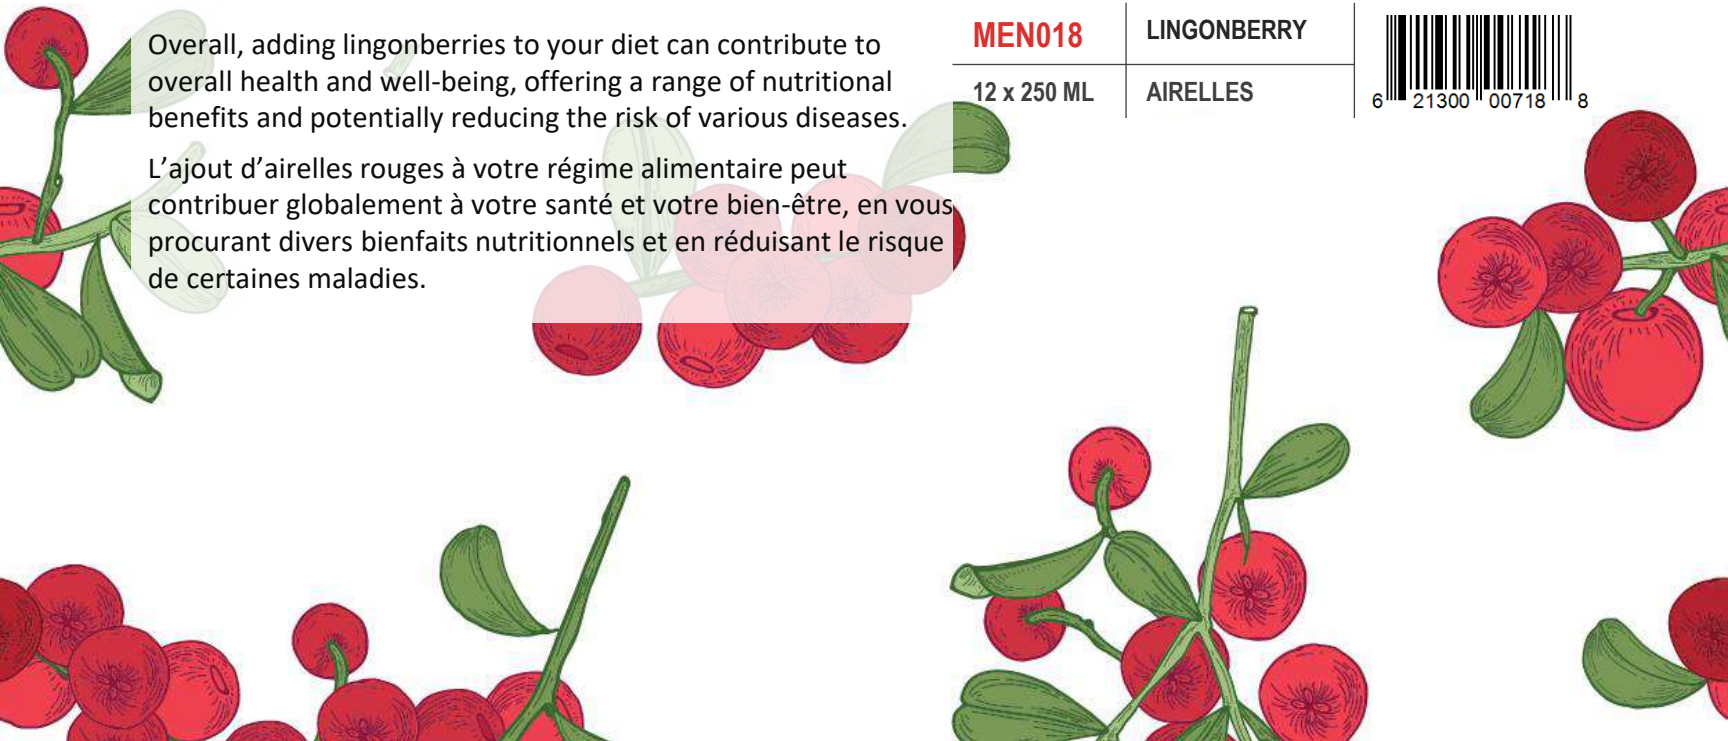 Overall, adding lingonberries to your diet can contribute to
overall health and well-being, offering a range of nutritional
benefits and potentially reducing the risk of various diseases.
L’ajout d’airelles rouges à votre régime alimentaire peut
contribuer globalement à votre santé et votre bien-être, en vous
procurant divers bienfaits nutritionnels et en réduisant le risque
de certaines maladies.
MEN018 LINGONBERRY
12 x 250 ML AIRELLES
6 21300 00718 8